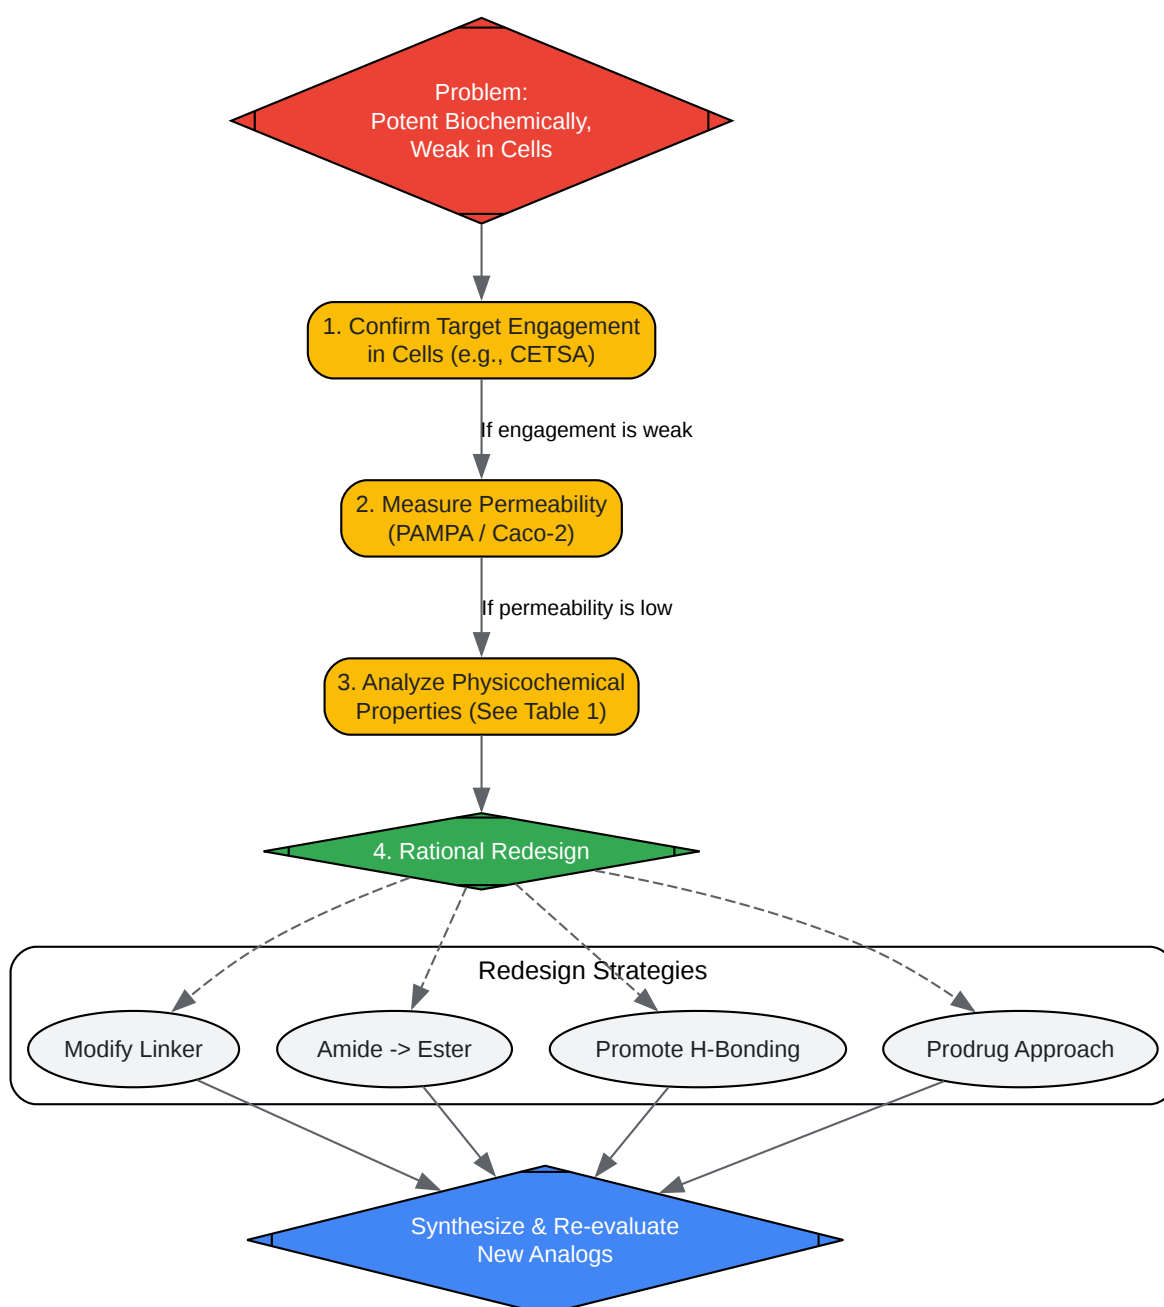 Problem:
Potent Biochemically,
Weak in Cells
1. Confirm Target Engagement
in Cells (e.g., CETSA)
If engagement is weak
2. Measure Permeability
(PAMPA / Caco-2)
If permeability is low
3. Analyze Physicochemical
Properties (See Table 1)
4. Rational Redesign
Redesign Strategies
Modify Linker
Amide -> Ester
Promote H-Bonding
Prodrug Approach
Synthesize & Re-evaluate
New Analogs